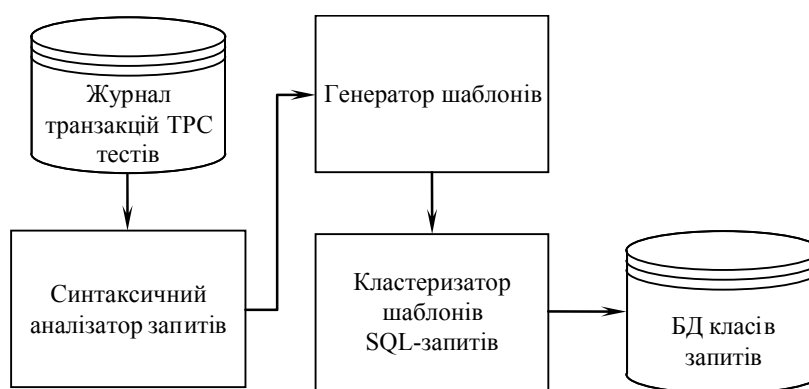 Журнал
транзакцій TPC
тестів
Синтаксичний
аналізатор запитів
Генератор шаблонів
Кластеризатор
шаблонів
SQL-запитів
БД класів
запитів